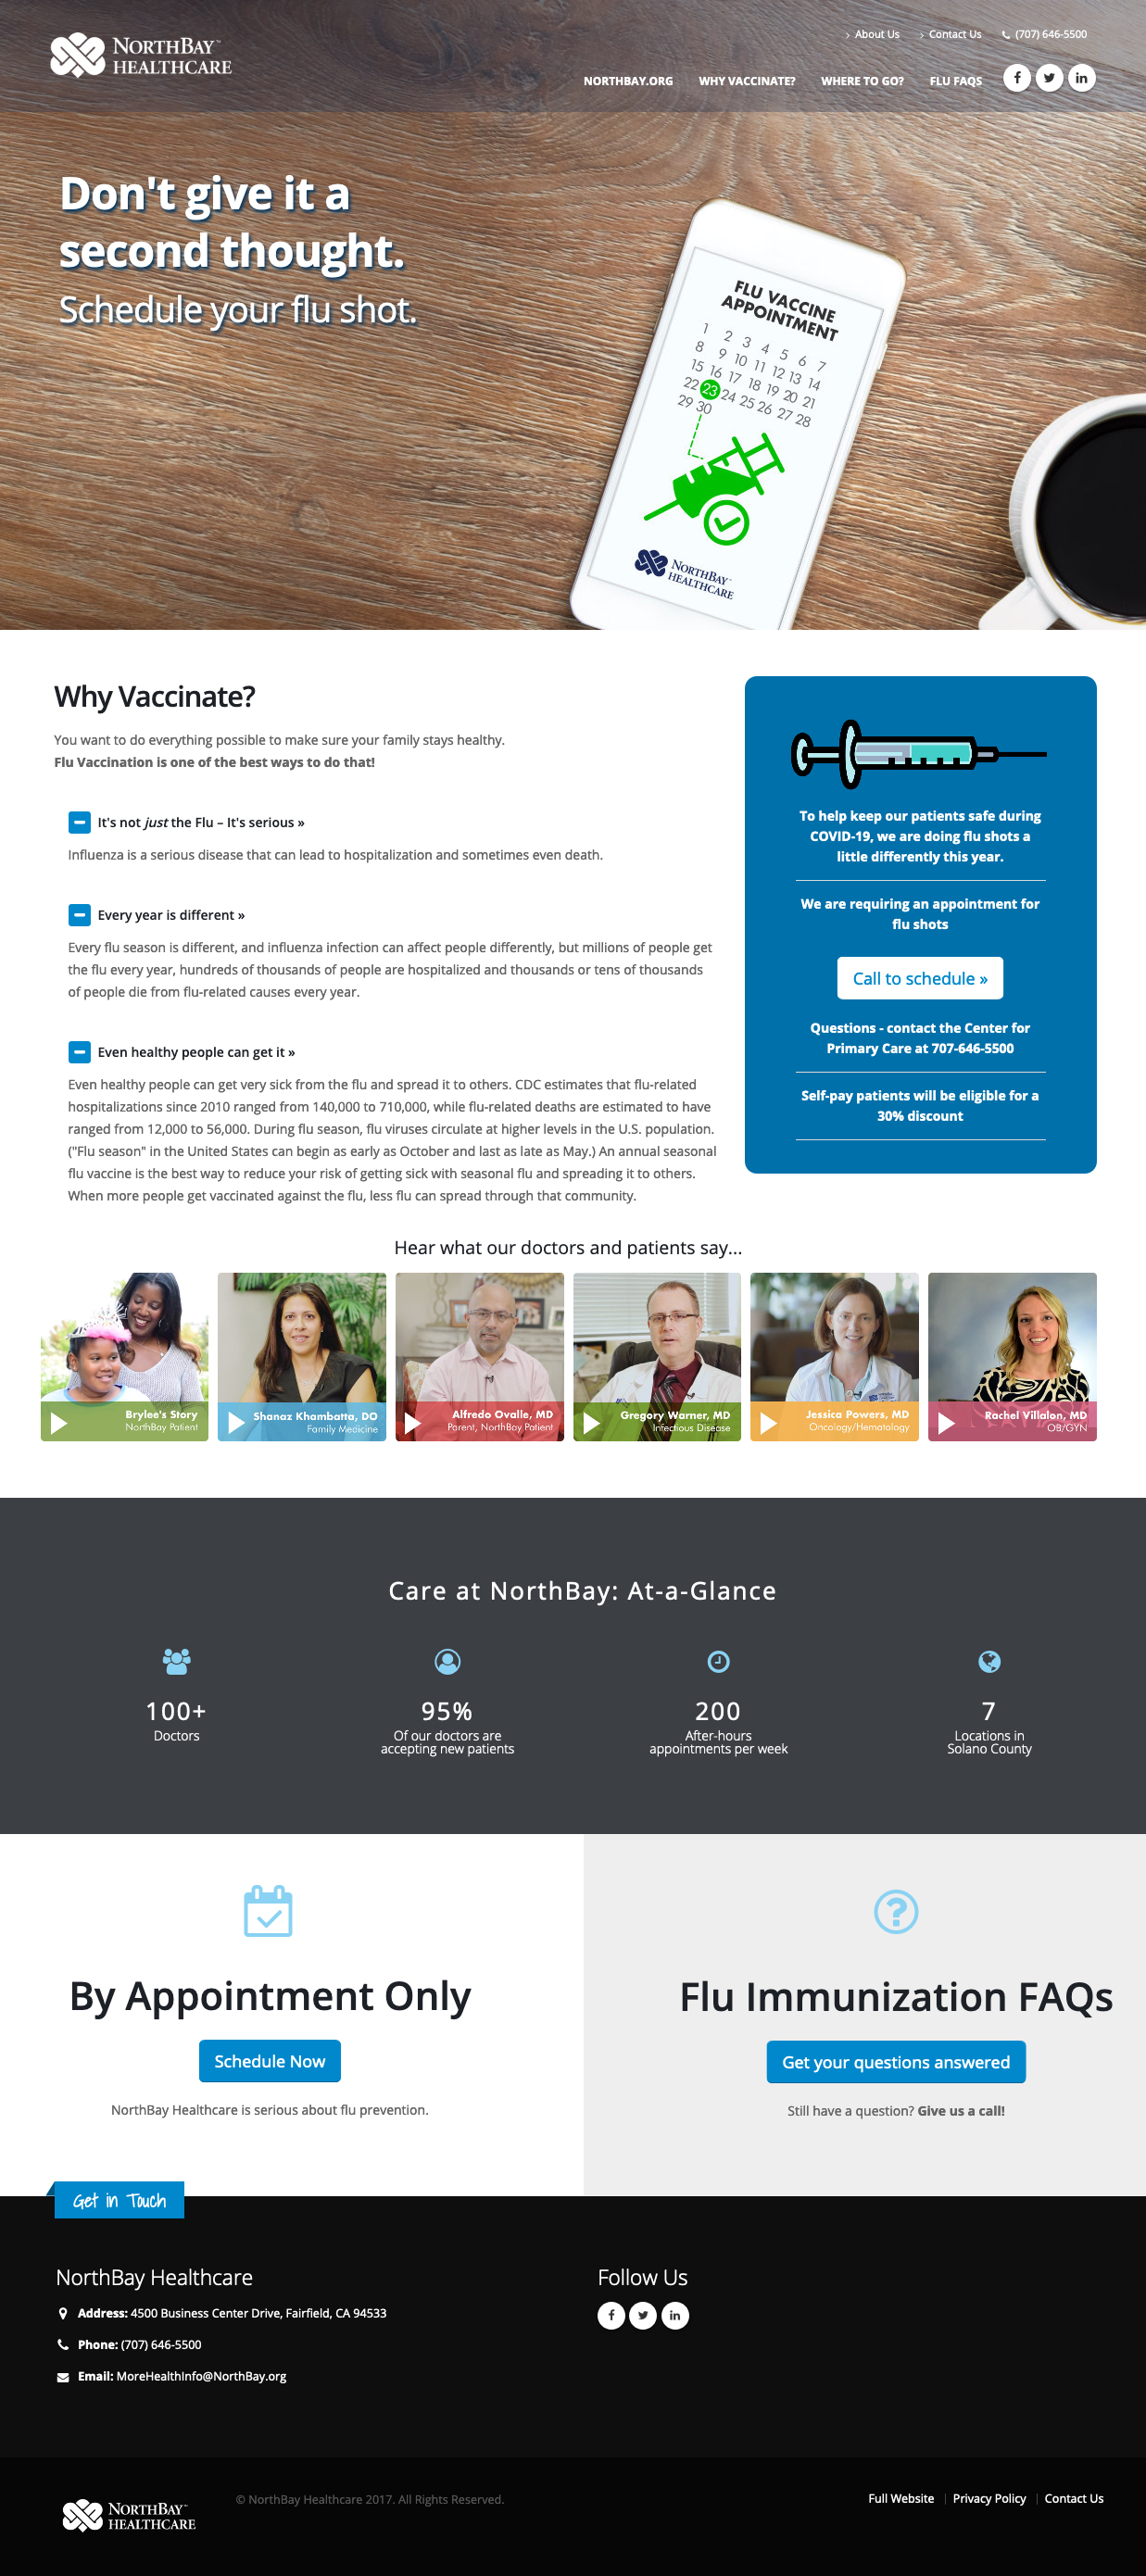 NORTHBAY™
HEALTHCARE
About Us
Contact Us
(707) 646-5500
NORTHBAY.ORG
WHY VACCINATE?
WHERE TO GO?
FLU FAQS
Don't give it a
second thought.
Schedule your flu shot.
FLU VACCINE
APPOINTMENT
1 2 3 4 5 6 7
8 9 10 11 12 13 14
15 16 17 18 19 20 21
22 23 24 25 26 27 28
29 30
NORTHBAY™
HEALTHCARE
Why Vaccinate?
You want to do everything possible to make sure your family stays healthy.
Flu Vaccination is one of the best ways to do that!
It's not just the Flu – It's serious »
Influenza is a serious disease that can lead to hospitalization and sometimes even death.
Every year is different »
Every flu season is different, and influenza infection can affect people differently, but millions of people get
the flu every year, hundreds of thousands of people are hospitalized and thousands or tens of thousands
of people die from flu-related causes every year.
Even healthy people can get it »
Even healthy people can get very sick from the flu and spread it to others. CDC estimates that flu-related
hospitalizations since 2010 ranged from 140,000 to 710,000, while flu-related deaths are estimated to have
ranged from 12,000 to 56,000. During flu season, flu viruses circulate at higher levels in the U.S. population.
("Flu season" in the United States can begin as early as October and last as late as May.) An annual seasonal
flu vaccine is the best way to reduce your risk of getting sick with seasonal flu and spreading it to others.
When more people get vaccinated against the flu, less flu can spread through that community.
To help keep our patients safe during
COVID-19, we are doing flu shots a
little differently this year.
We are requiring an appointment for
flu shots
Call to schedule »
Questions - contact the Center for
Primary Care at 707-646-5500
Self-pay patients will be eligible for a
30% discount
Hear what our doctors and patients say...
Brylee's Story
NorthBay Patient
Shanaz Khambatta, DO
Family Medicine
Alfredo Ovalle, MD
Parent, NorthBay Patient
Gregory Warner, MD
Infectious Disease
Jessica Powers, MD
Oncology/Hematology
Rachel Villalon, MD
OB/GYN
Care at NorthBay: At-a-Glance
100+
Doctors
95%
Of our doctors are
accepting new patients
200
After-hours
appointments per week
7
Locations in
Solano County
By Appointment Only
Schedule Now
NorthBay Healthcare is serious about flu prevention.
Flu Immunization FAQs
Get your questions answered
Still have a question? Give us a call!
Get in Touch
NorthBay Healthcare
Address: 4500 Business Center Drive, Fairfield, CA 94533
Phone: (707) 646-5500
Email: MoreHealthInfo@NorthBay.org
Follow Us
NORTHBAY™
HEALTHCARE
© NorthBay Healthcare 2017. All Rights Reserved.
Full Website
Privacy Policy
Contact Us